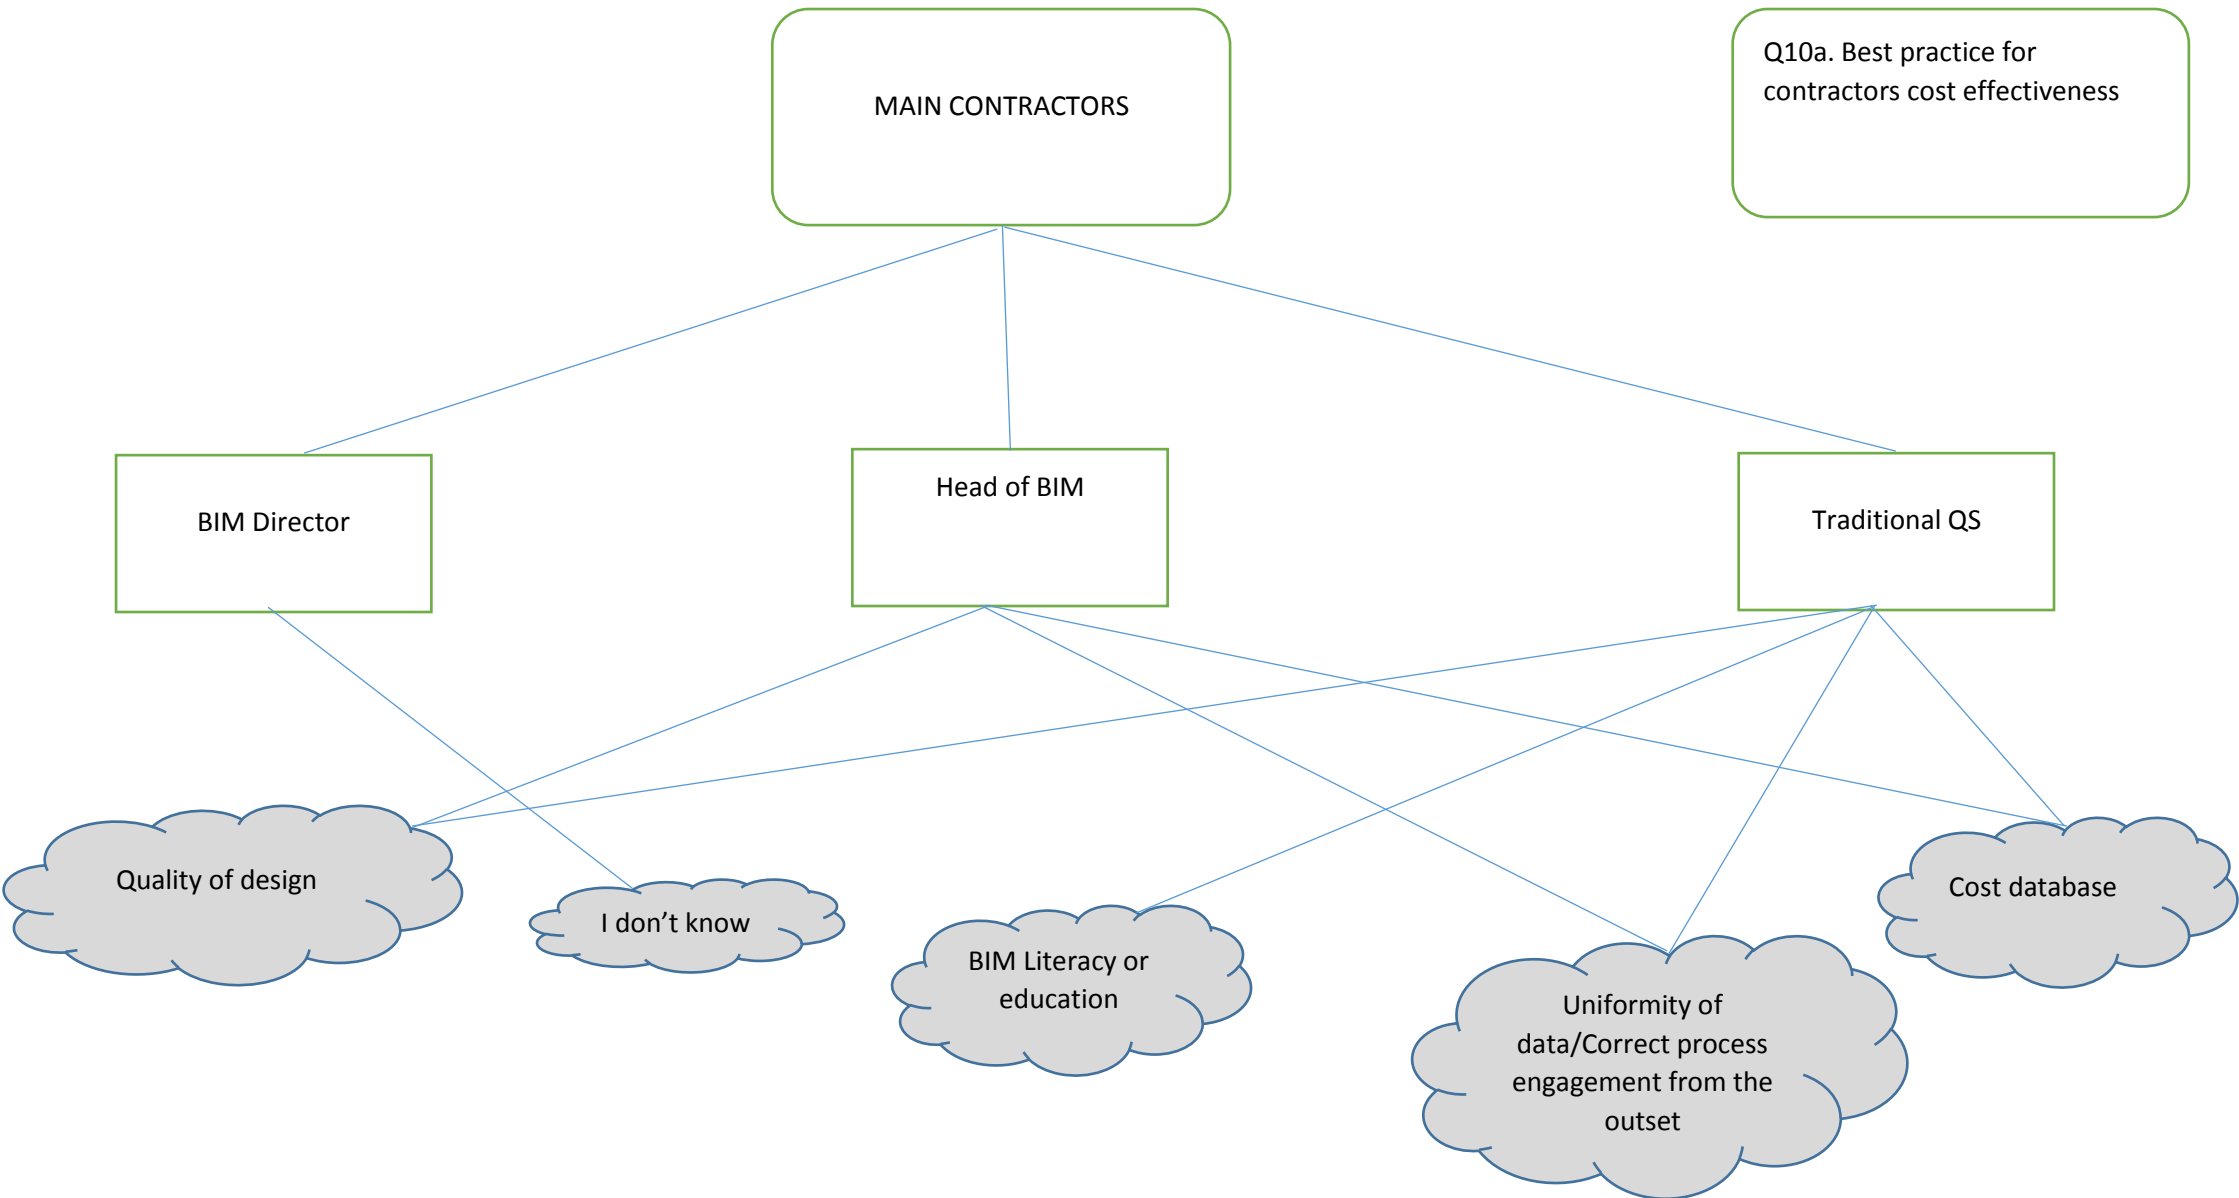 MAIN CONTRACTORS
Q10a. Best practice for
contractors cost effectiveness
BIM Director
Head of BIM
Traditional QS
Quality of design
I don’t know
BIM Literacy or
education
Uniformity of
data/Correct process
engagement from the
outset
Cost database